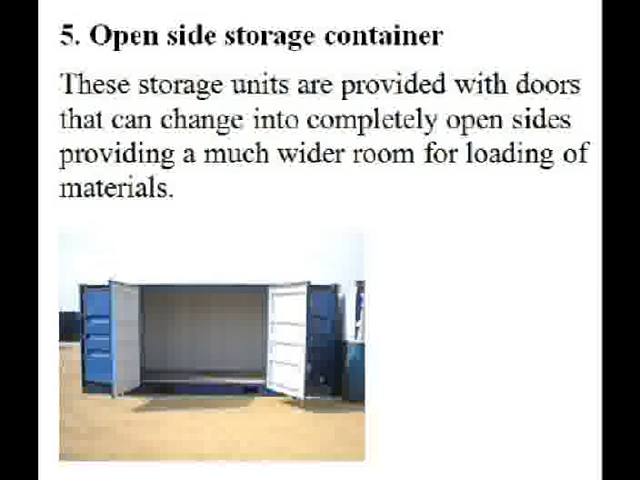 5. Open side storage container
These storage units are provided with doors
that can change into completely open sides
providing a much wider room for loading of
materials.